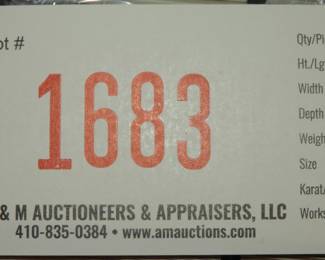 ot #
1683
& M AUCTIONEERS & APPRAISERS, LLC
410-835-0384 • www.amauctions.com
Qty/Pi
Ht./Lg
Width
Depth
Weigh
Size
Karat/
Works